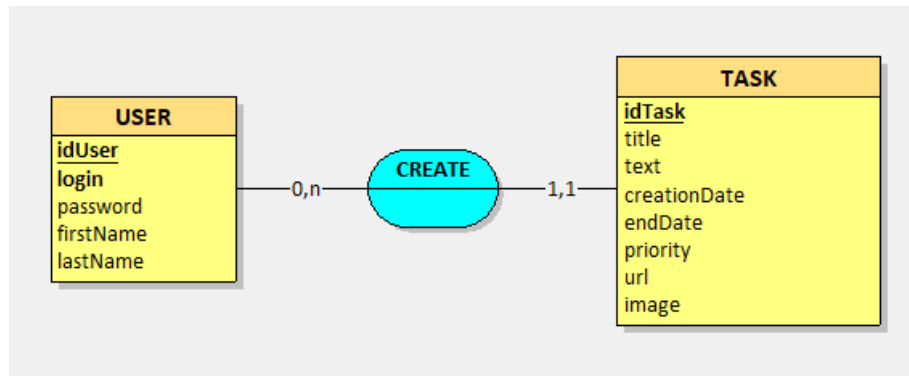 USER
idUser
login
password
firstName
lastName
0,n
CREATE
1,1
TASK
idTask
title
text
creationDate
endDate
priority
url
image